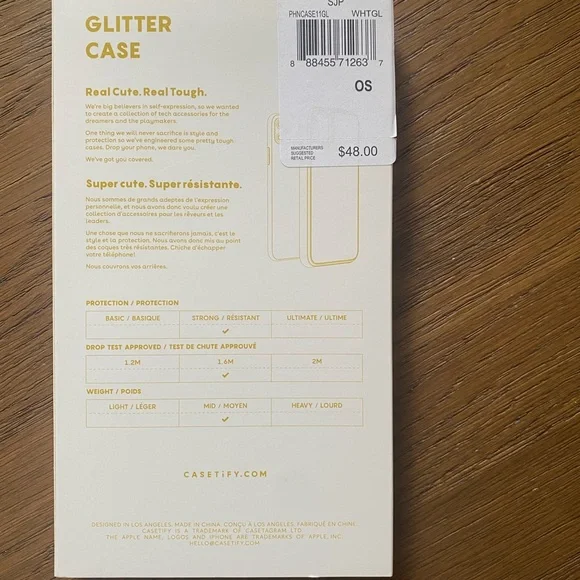 GLITTER
CASE
SJP
PHNCASE11GL WHTGL
8 88455 71263 7
OS
MANUFACTURERS
SUGGESTED
RETAIL PRICE
$48.00
Real Cute. Real Tough.
We're big believers in self-expression, so we wanted
to create a collection of tech accessories for the
dreamers and the playmakers.
One thing we will never sacrifice is style and
protection so we've engineered some pretty tough
cases. Drop your phone, we dare you.
We've got you covered.
Super cute. Super résistante.
Nous sommes de grands adeptes de l'expression
personnelle, et nous avons donc voulu créer une
collection d'accessoires pour les rêveurs et les
leaders.
Une chose que nous ne sacrifierons jamais, c'est le
style et la protection. Nous avons donc mis au point
des coques très résistantes. Chiche d'échapper
votre téléphone!
Nous couvrons vos arrières.
PROTECTION / PROTECTION
BASIC / BASIQUE STRONG / RÉSISTANT ULTIMATE / ULTIME
✓
DROP TEST APPROVED / TEST DE CHUTE APPROUVÉ
1.2M 1.6M 2M
✓
WEIGHT / POIDS
LIGHT / LÉGER MID / MOYEN HEAVY / LOURD
✓
CASETiFY.COM
DESIGNED IN LOS ANGELES. MADE IN CHINA. CONÇU À LOS ANGELES. FABRIQUÉ EN CHINE
CASETIFY IS A TRADEMARK OF CASETAGRAM LTD.
THE APPLE NAME, LOGOS AND IPHONE ARE TRADEMARKS OF APPLE, INC.
HELLO@CASETIFY.COM